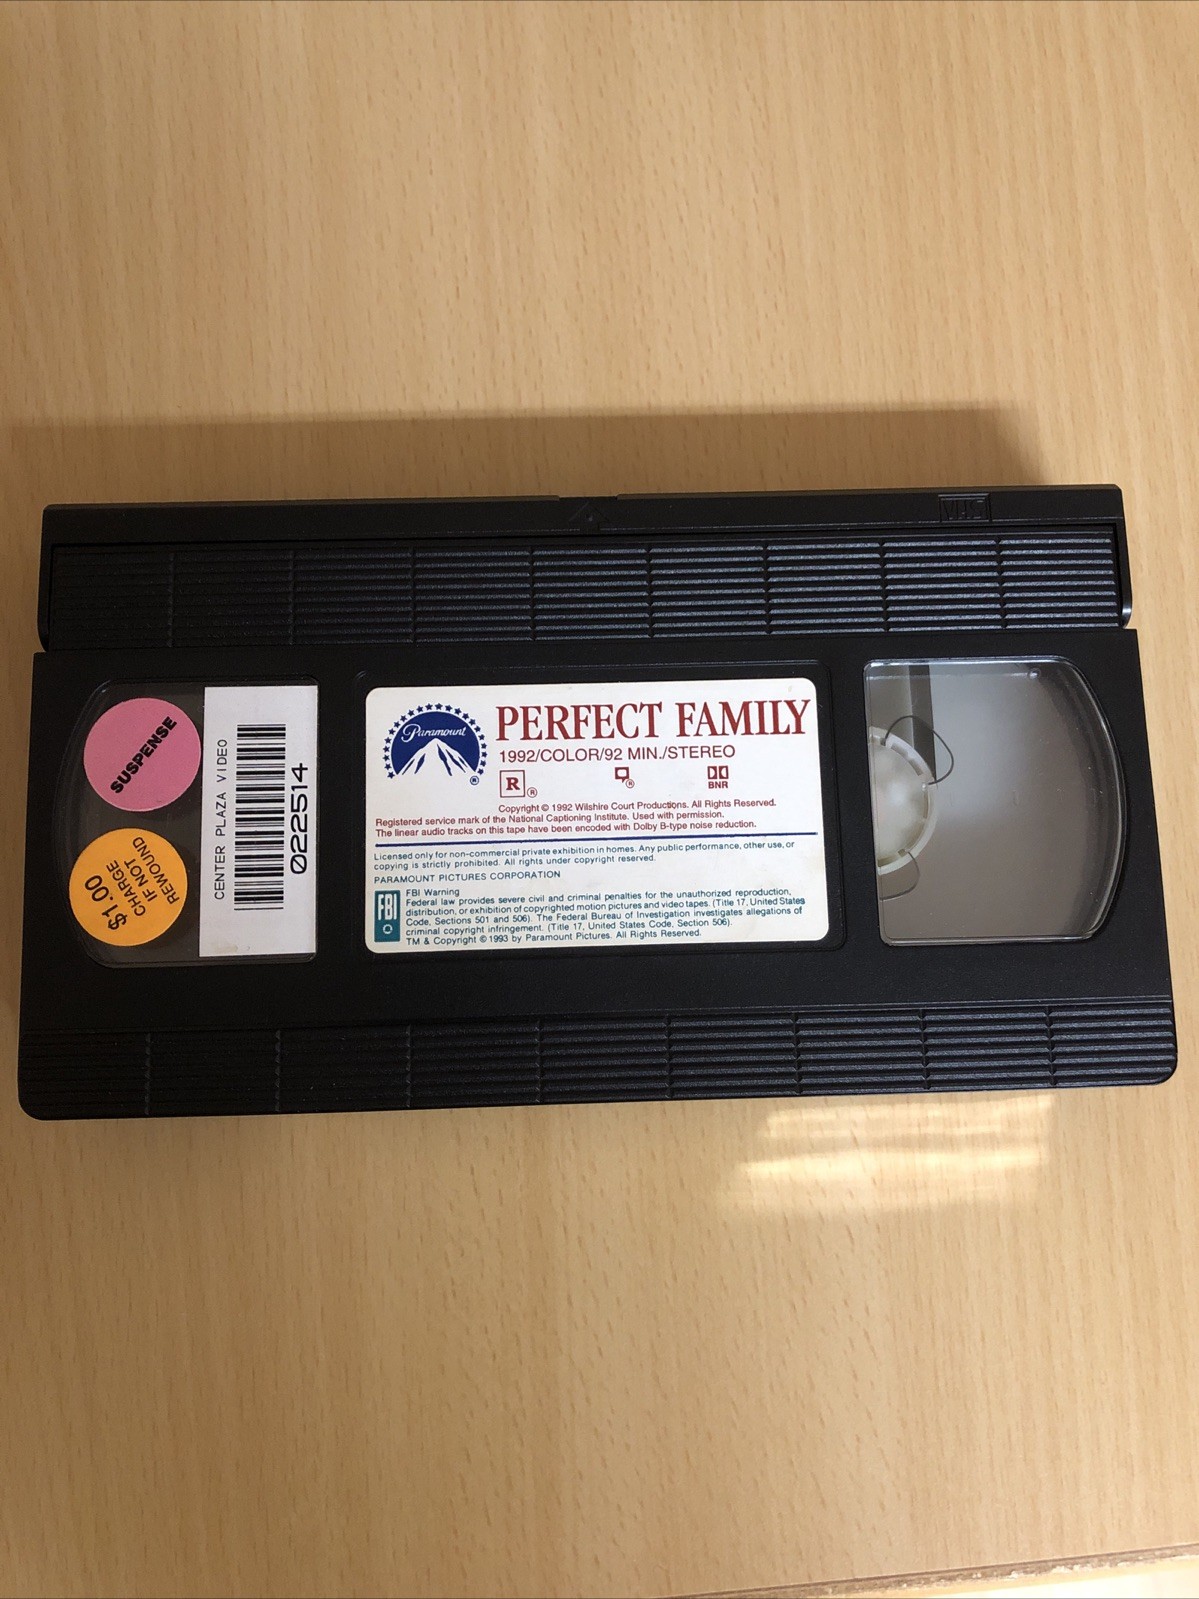 VHS
SUSPENSE
$1.00
CHARGE
IF NOT
REWOUND
CENTER PLAZA VIDEO
022514
Paramount
®
PERFECT FAMILY
1992/COLOR/92 MIN./STEREO
R ® ® BNR
Copyright © 1992 Wilshire Court Productions. All Rights Reserved.
Registered service mark of the National Captioning Institute. Used with permission.
The linear audio tracks on this tape have been encoded with Dolby B-type noise reduction.
Licensed only for non-commercial private exhibition in homes. Any public performance, other use, or
copying is strictly prohibited. All rights under copyright reserved.
PARAMOUNT PICTURES CORPORATION
FBI
FBI Warning
Federal law provides severe civil and criminal penalties for the unauthorized reproduction,
distribution, or exhibition of copyrighted motion pictures and video tapes. (Title 17, United States
Code, Sections 501 and 506). The Federal Bureau of Investigation investigates allegations of
criminal copyright infringement. (Title 17, United States Code, Section 506).
TM & Copyright © 1993 by Paramount Pictures. All Rights Reserved.